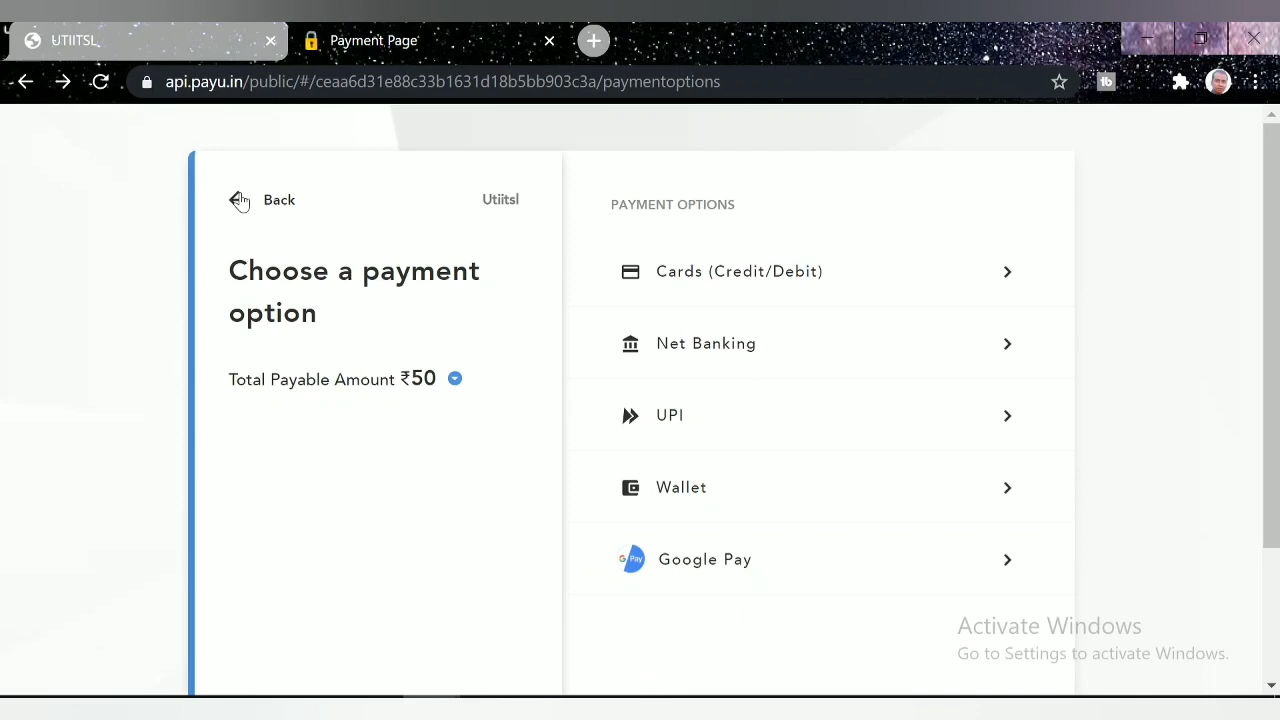 UTIITSL
Payment Page
api.payu.in/public/#/ceaa6d31e88c33b1631d18b5bb903c3a/paymentoptions
Back
Utiitsl
Choose a payment
option
Total Payable Amount ₹50
PAYMENT OPTIONS
Cards (Credit/Debit)
Net Banking
UPI
Wallet
G Pay Google Pay
Activate Windows
Go to Settings to activate Windows.